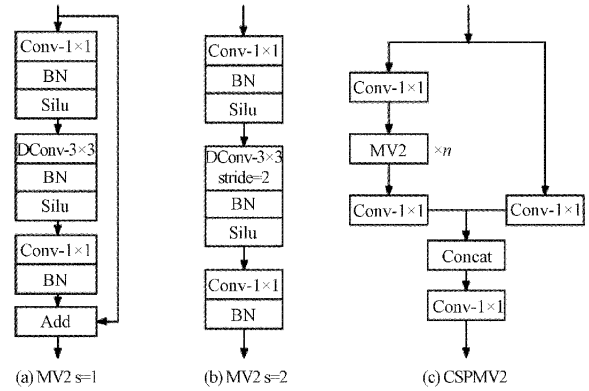 Conv-1×1
BN
Silu
DConv-3×3
BN
Silu
Conv-1×1
BN
Add
(a) MV2 s=1
Conv-1×1
BN
Silu
DConv-3×3
stride=2
BN
Silu
Conv-1×1
BN
(b) MV2 s=2
Conv-1×1
MV2 ×n
Conv-1×1 Conv-1×1
Concat
Conv-1×1
(c) CSPMV2